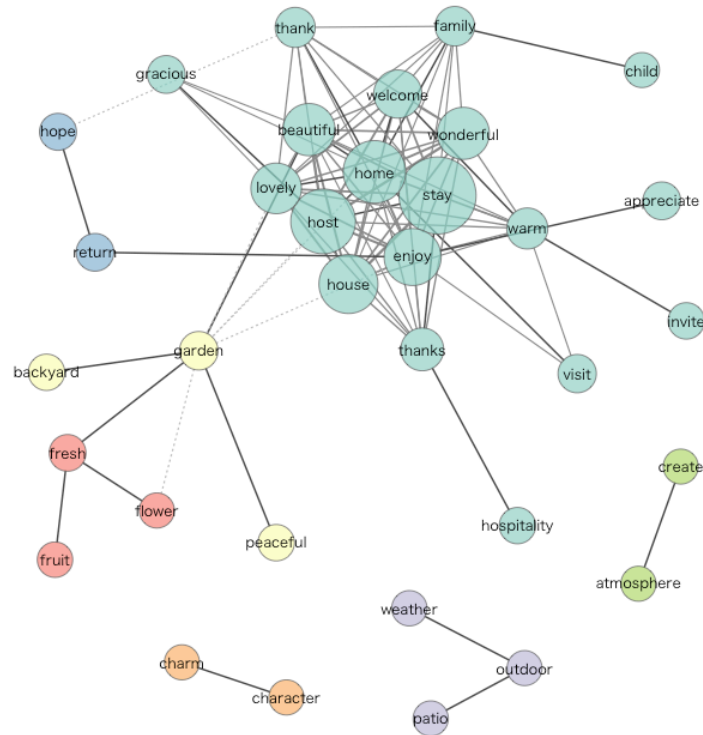 thank
family
gracious
child
welcome
hope
beautiful
wonderful
home
lovely
stay
appreciate
host
warm
return
enjoy
house
invite
garden
thanks
backyard
visit
fresh
create
flower
hospitality
peaceful
fruit
atmosphere
weather
charm
outdoor
character
patio